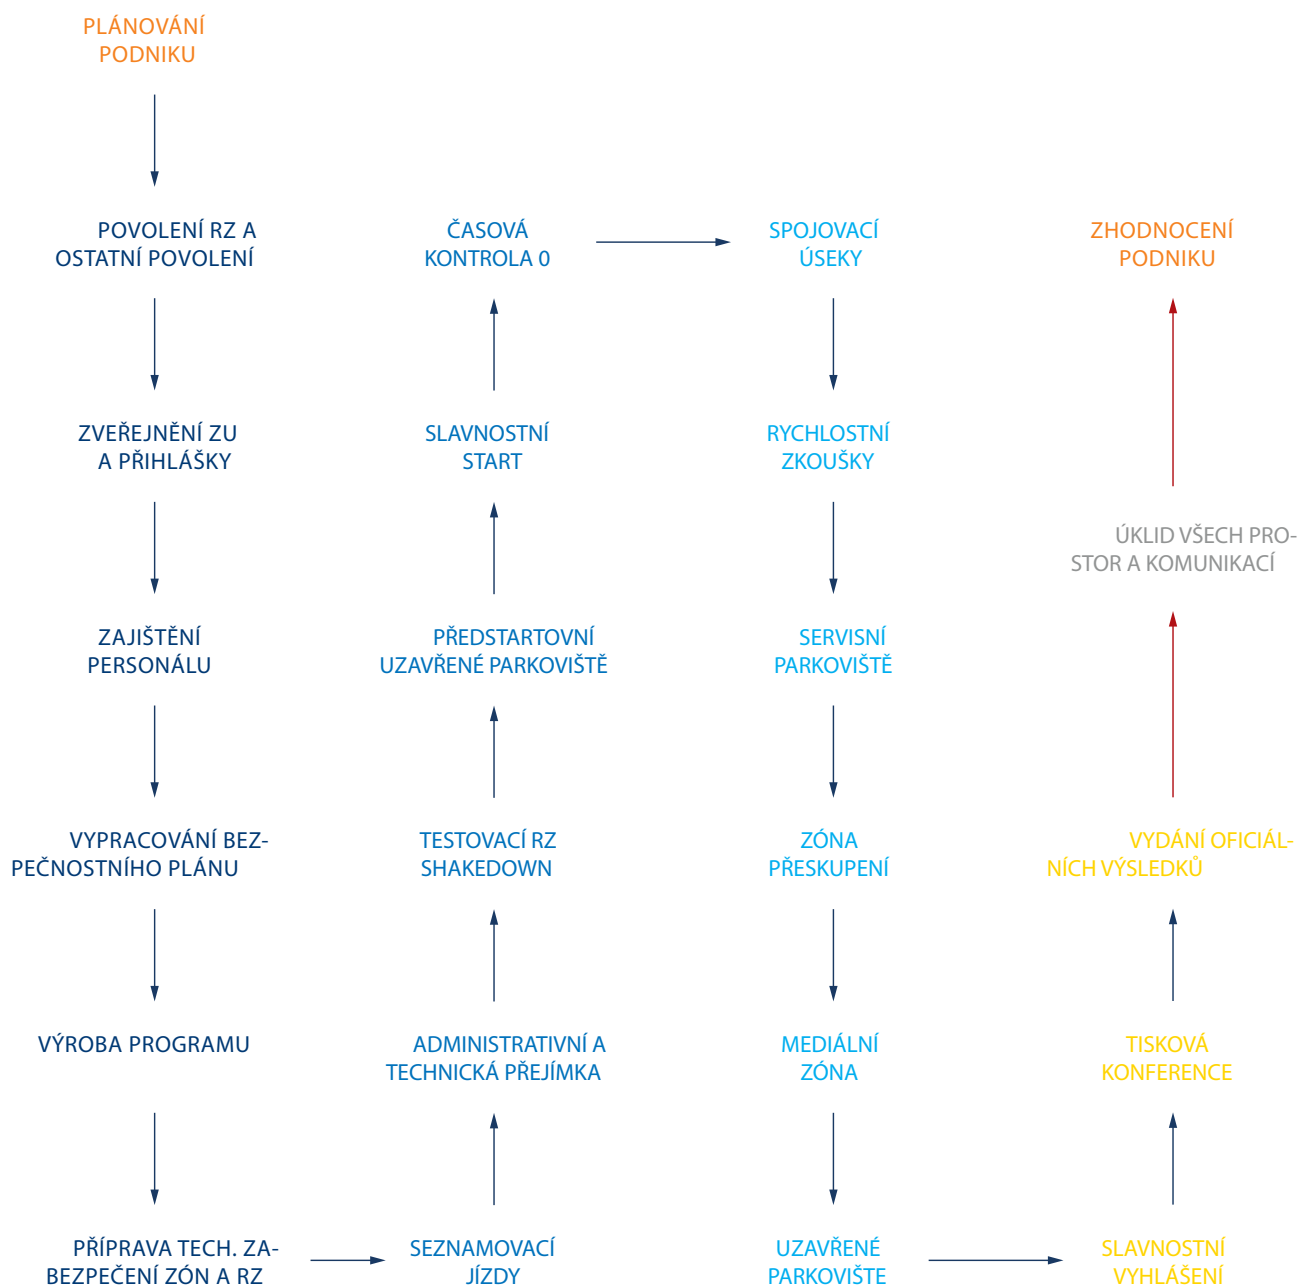 PLÁNOVÁNÍ
PODNIKU
POVOLENÍ RZ A
OSTATNÍ POVOLENÍ
ZVEŘEJNĚNÍ ZU
A PŘIHLÁŠKY
ZAJIŠTĚNÍ
PERSONÁLU
VYPRACOVÁNÍ BEZ-
PEČNOSTNÍHO PLÁNU
VÝROBA PROGRAMU
PŘÍPRAVA TECH. ZA-
BEZPEČENÍ ZÓN A RZ
SEZNAMOVACÍ
JÍZDY
ADMINISTRATIVNÍ A
TECHNICKÁ PŘEJÍMKA
TESTOVACÍ RZ
SHAKEDOWN
PŘEDSTARTOVNÍ
UZAVŘENÉ PARKOVIŠTĚ
SLAVNOSTNÍ
START
ČASOVÁ
KONTROLA 0
SPOJOVACÍ
ÚSEKY
RYCHLOSTNÍ
ZKOUŠKY
SERVISNÍ
PARKOVIŠTĚ
ZÓNA
PŘESKUPENÍ
MEDIÁLNÍ
ZÓNA
UZAVŘENÉ
PARKOVIŠTE
SLAVNOSTNÍ
VYHLÁŠENÍ
TISKOVÁ
KONFERENCE
VYDÁNÍ OFICIÁL-
NÍCH VÝSLEDKŮ
ÚKLID VŠECH PRO-
STOR A KOMUNIKACÍ
ZHODNOCENÍ
PODNIKU